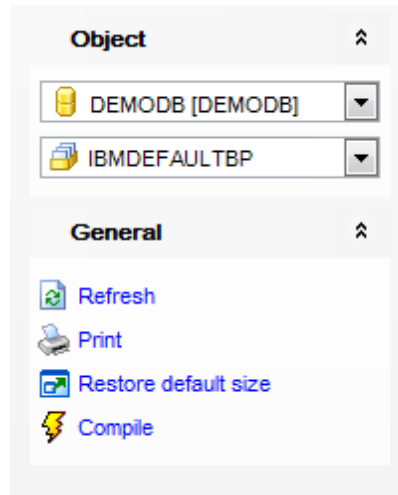 Object
DEMODB [DEMODB]
IBMDEFAULTBP
General
Refresh
Print
Restore default size
Compile